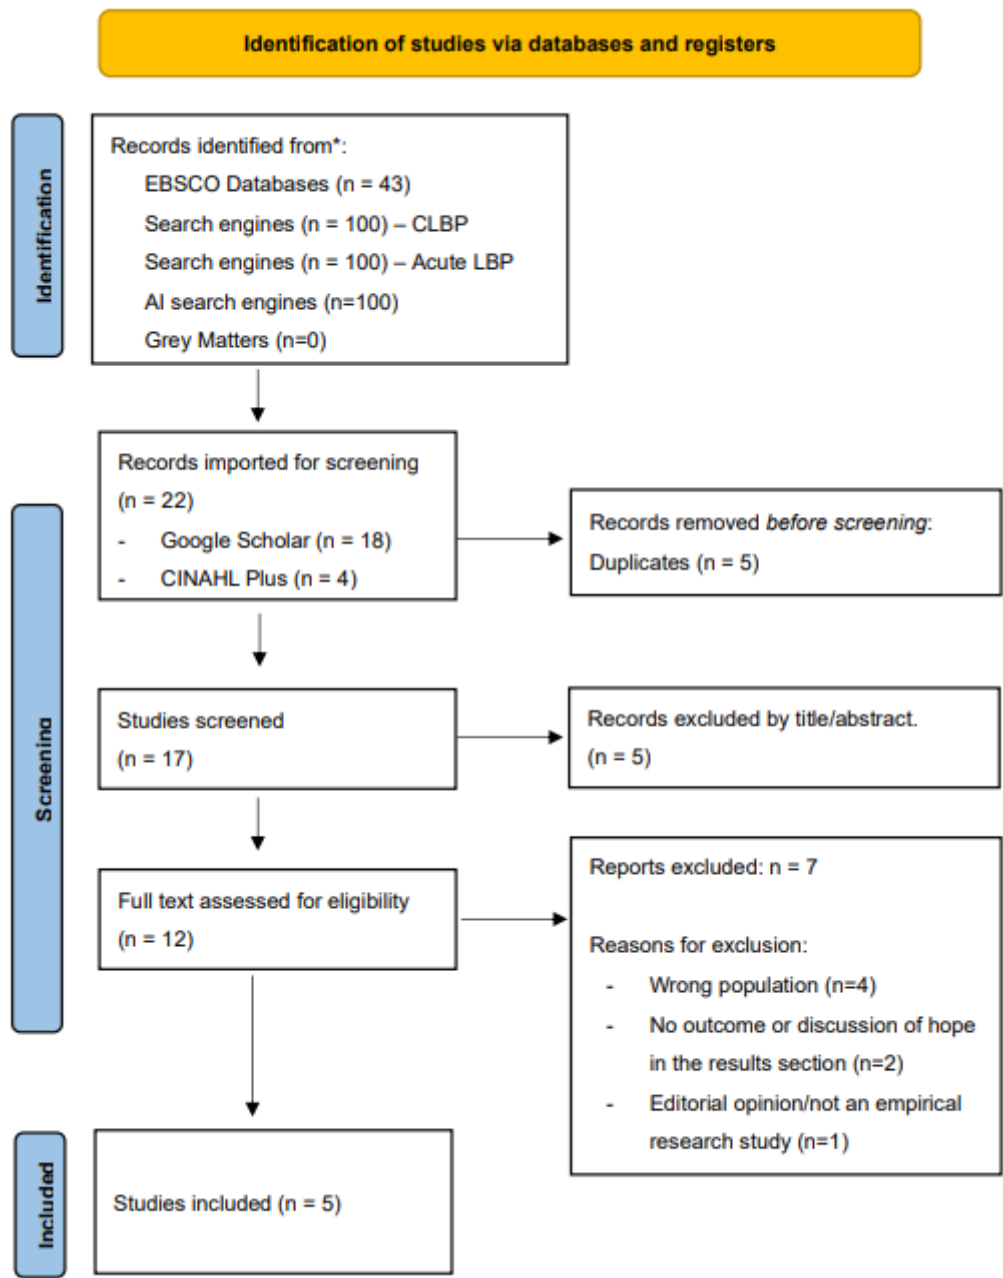 Identification of studies via databases and registers
Identification
Records identified from*:
EBSCO Databases (n = 43)
Search engines (n = 100) – CLBP
Search engines (n = 100) – Acute LBP
AI search engines (n=100)
Grey Matters (n=0)
Screening
Records imported for screening
(n = 22)
- Google Scholar (n = 18)
- CINAHL Plus (n = 4)
Records removed before screening:
Duplicates (n = 5)
Studies screened
(n = 17)
Records excluded by title/abstract.
(n = 5)
Full text assessed for eligibility
(n = 12)
Reports excluded: n = 7
Reasons for exclusion:
- Wrong population (n=4)
- No outcome or discussion of hope
in the results section (n=2)
- Editorial opinion/not an empirical
research study (n=1)
Included
Studies included (n = 5)